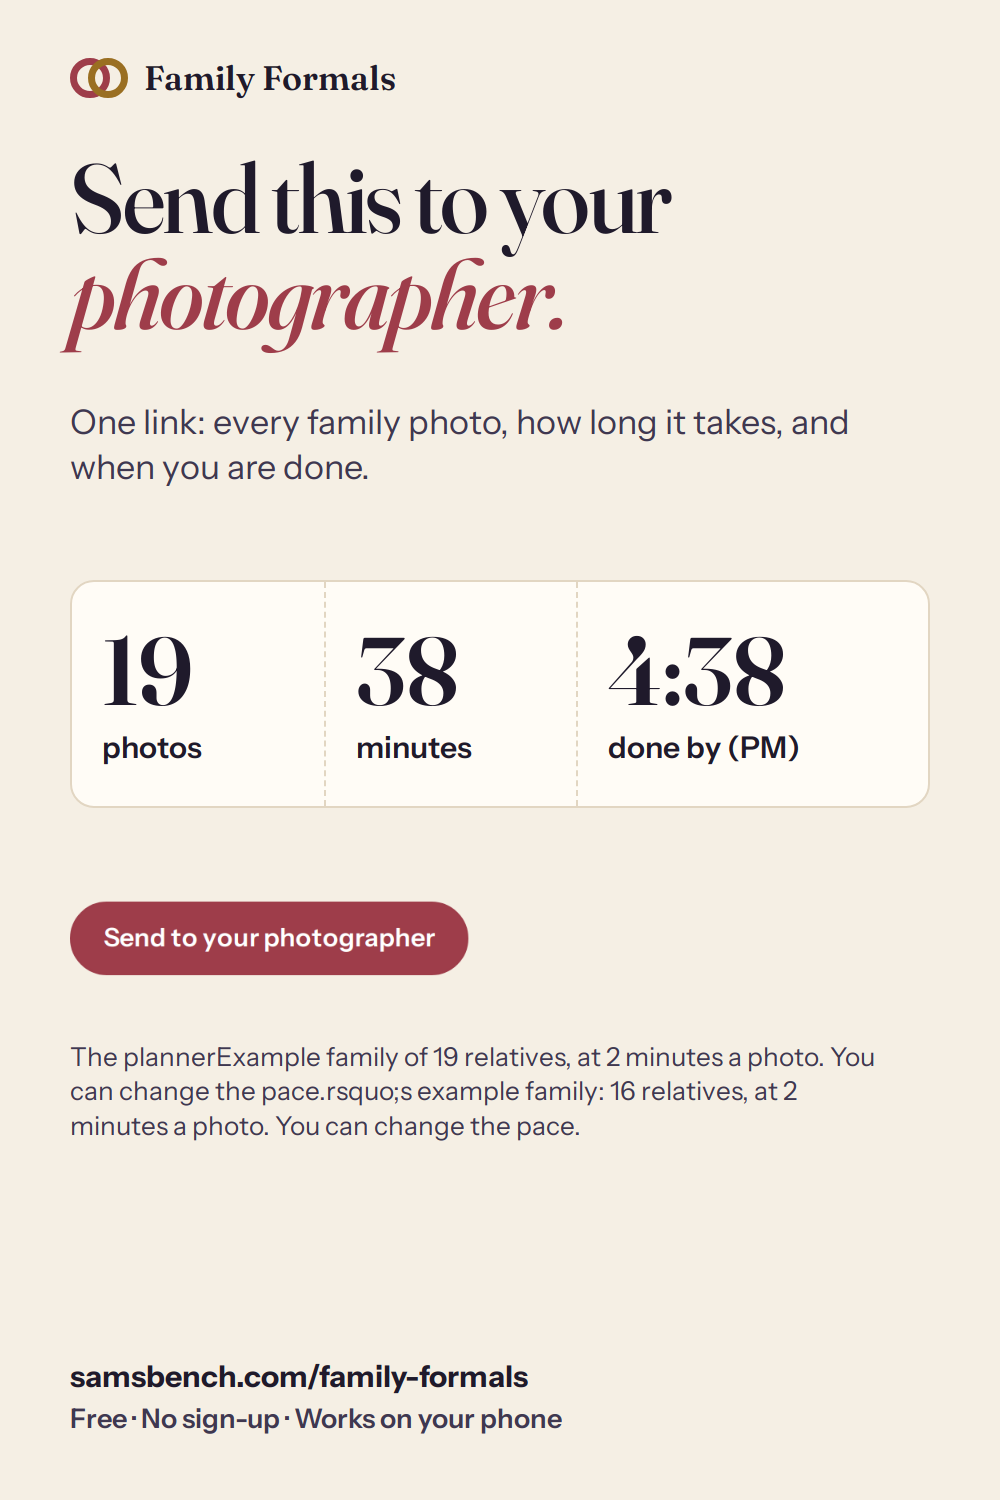 Family Formals
Send this to your
photographer.
One link: every family photo, how long it takes, and
when you are done.
19
photos
38
minutes
4:38
done by (PM)
Send to your photographer
The plannerExample family of 19 relatives, at 2 minutes a photo. You
can change the pace.rsquo;s example family: 16 relatives, at 2
minutes a photo. You can change the pace.
samsbench.com/family-formals
Free · No sign-up · Works on your phone